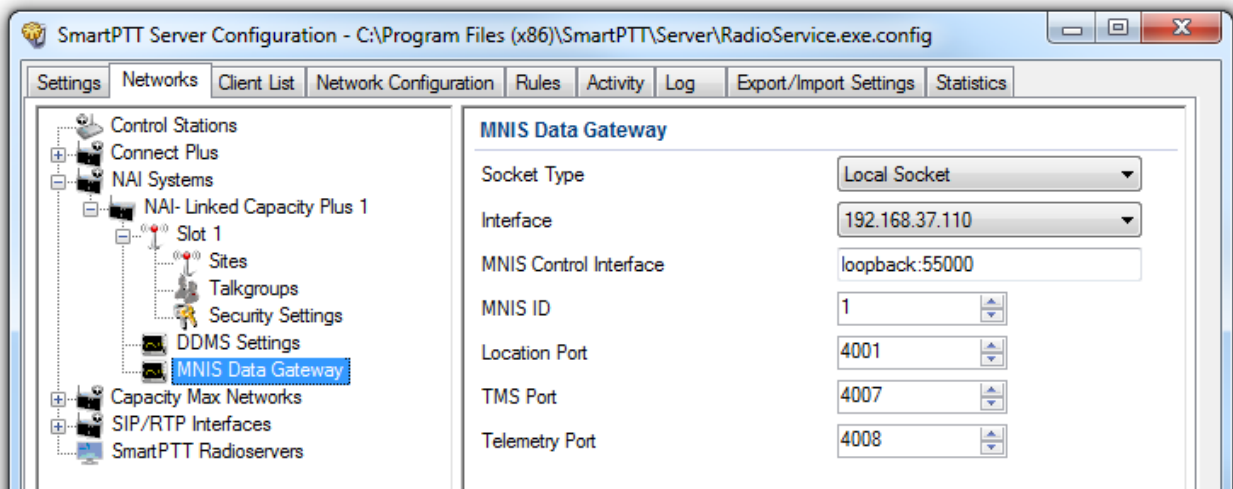 SmartPTT Server Configuration - C:\Program Files (x86)\SmartPTT\Server\RadioService.exe.config
Settings Networks Client List Network Configuration Rules Activity Log Export/Import Settings Statistics
Control Stations
Connect Plus
NAI Systems
NAI- Linked Capacity Plus 1
Slot 1
Sites
Talkgroups
Security Settings
DDMS Settings
MNIS Data Gateway
Capacity Max Networks
SIP/RTP Interfaces
SmartPTT Radioservers
MNIS Data Gateway
Socket Type Local Socket
Interface 192.168.37.110
MNIS Control Interface loopback:55000
MNIS ID 1
Location Port 4001
TMS Port 4007
Telemetry Port 4008